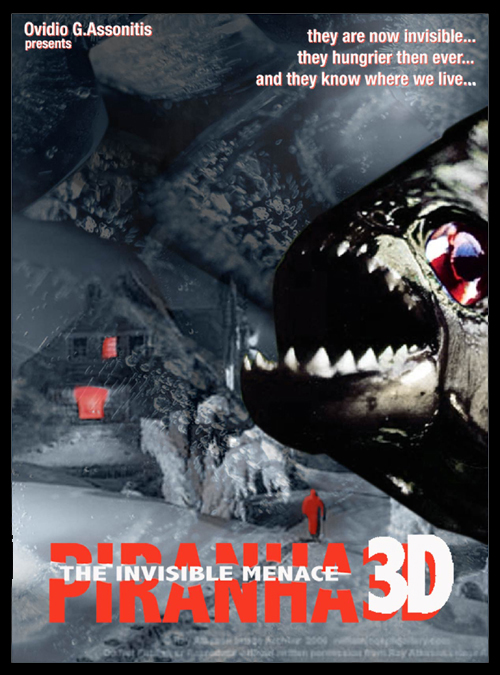 Ovidio G.Assonitis
presents
they are now invisible...
they hungrier then ever...
and they know where we live...
PIRANHA 3D
THE INVISIBLE MENACE